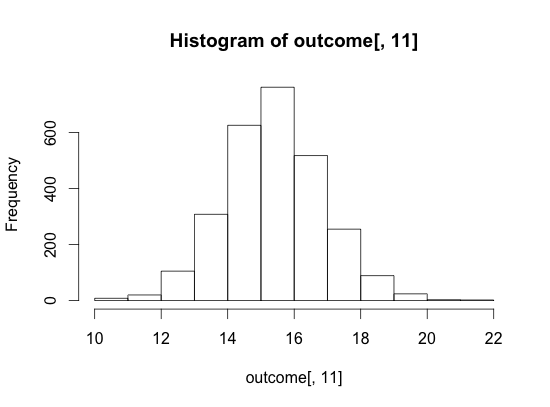 Histogram of outcome[, 11]
Frequency
600
400
200
0
10 12 14 16 18 20 22
outcome[, 11]